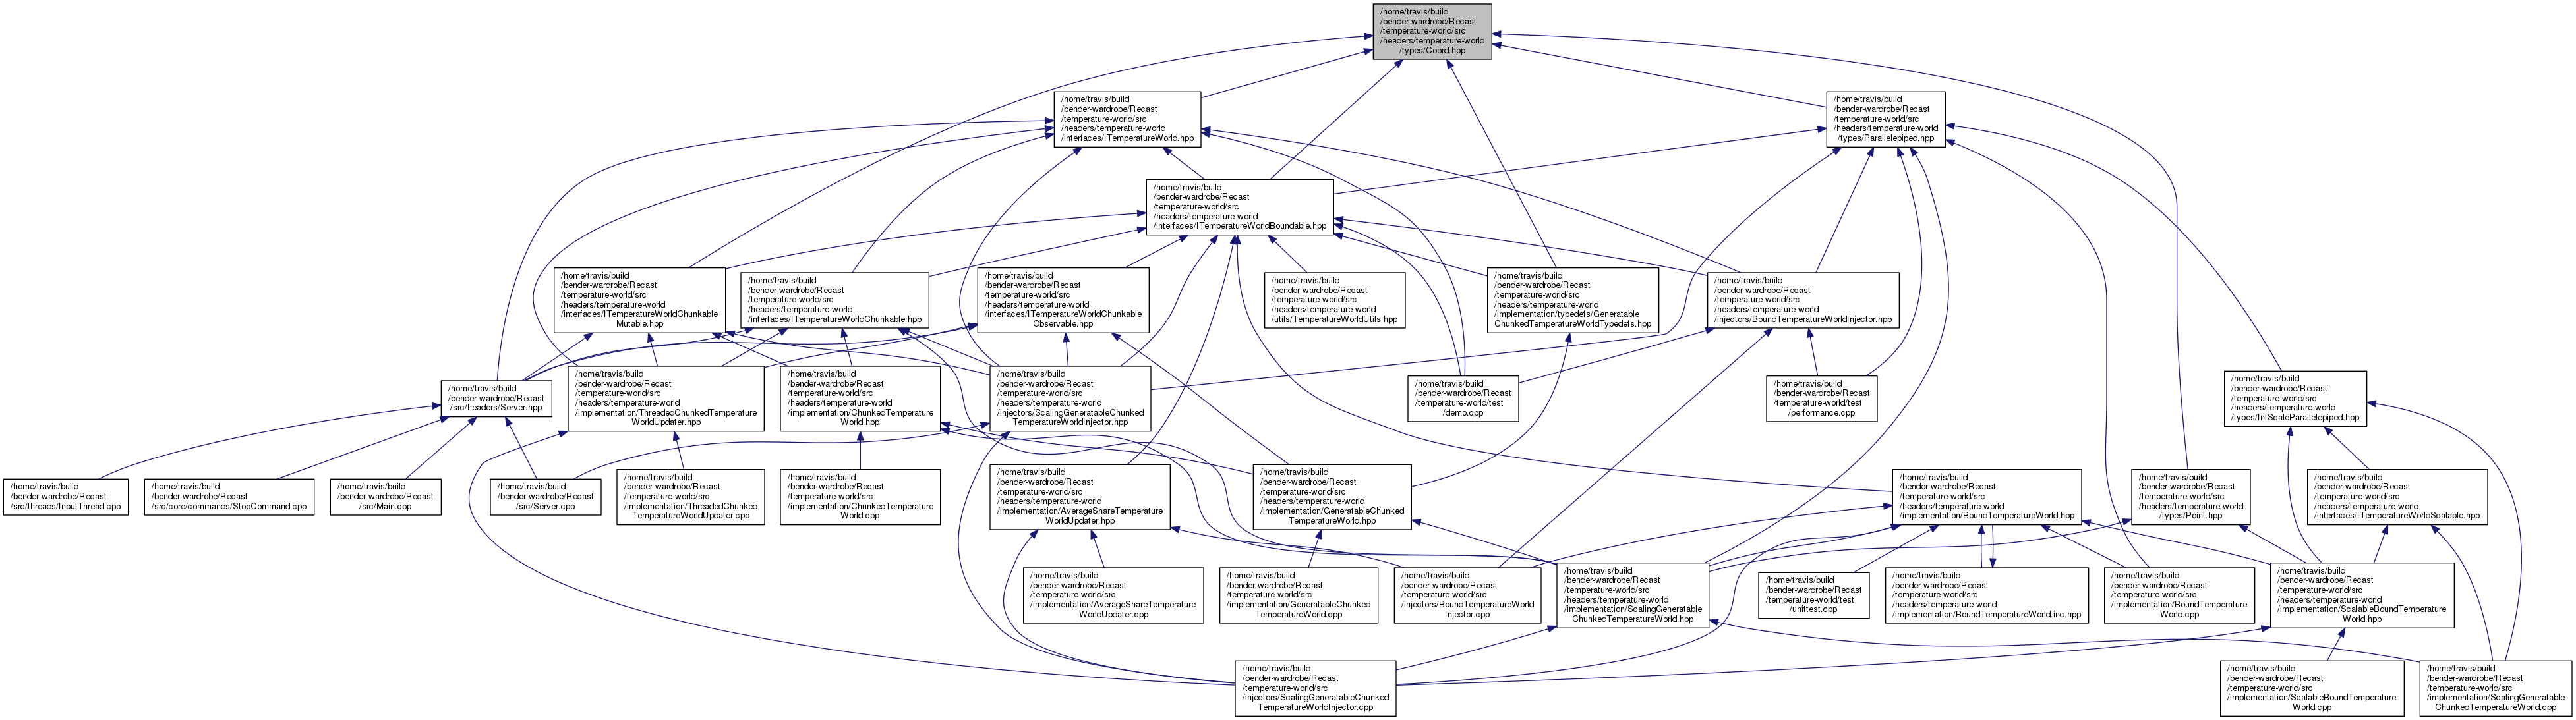 /home/travis/build
/bender-wardrobe/Recast
/temperature-world/src
/headers/temperature-world
/types/Coord.hpp
/home/travis/build
/bender-wardrobe/Recast
/temperature-world/src
/headers/temperature-world
/interfaces/ITemperatureWorld.hpp
/home/travis/build
/bender-wardrobe/Recast
/temperature-world/src
/headers/temperature-world
/types/Parallelepiped.hpp
/home/travis/build
/bender-wardrobe/Recast
/temperature-world/src
/headers/temperature-world
/interfaces/ITemperatureWorldBoundable.hpp
/home/travis/build
/bender-wardrobe/Recast
/temperature-world/src
/headers/temperature-world
/interfaces/ITemperatureWorldChunkable
Mutable.hpp
/home/travis/build
/bender-wardrobe/Recast
/temperature-world/src
/headers/temperature-world
/interfaces/ITemperatureWorldChunkable.hpp
/home/travis/build
/bender-wardrobe/Recast
/temperature-world/src
/headers/temperature-world
/interfaces/ITemperatureWorldChunkable
Observable.hpp
/home/travis/build
/bender-wardrobe/Recast
/temperature-world/src
/headers/temperature-world
/utils/TemperatureWorldUtils.hpp
/home/travis/build
/bender-wardrobe/Recast
/temperature-world/src
/headers/temperature-world
/implementation/typedefs/Generatable
ChunkedTemperatureWorldTypedefs.hpp
/home/travis/build
/bender-wardrobe/Recast
/temperature-world/src
/headers/temperature-world
/injectors/BoundTemperatureWorldInjector.hpp
/home/travis/build
/bender-wardrobe/Recast
/src/headers/Server.hpp
/home/travis/build
/bender-wardrobe/Recast
/temperature-world/src
/headers/temperature-world
/implementation/ThreadedChunkedTemperature
WorldUpdater.hpp
/home/travis/build
/bender-wardrobe/Recast
/temperature-world/src
/headers/temperature-world
/implementation/ChunkedTemperature
World.hpp
/home/travis/build
/bender-wardrobe/Recast
/temperature-world/src
/headers/temperature-world
/injectors/ScalingGeneratableChunked
TemperatureWorldInjector.hpp
/home/travis/build
/bender-wardrobe/Recast
/temperature-world/test
/demo.cpp
/home/travis/build
/bender-wardrobe/Recast
/temperature-world/test
/performance.cpp
/home/travis/build
/bender-wardrobe/Recast
/temperature-world/src
/headers/temperature-world
/types/IntScaleParallelepiped.hpp
/home/travis/build
/bender-wardrobe/Recast
/src/threads/InputThread.cpp
/home/travis/build
/bender-wardrobe/Recast
/src/core/commands/StopCommand.cpp
/home/travis/build
/bender-wardrobe/Recast
/src/Main.cpp
/home/travis/build
/bender-wardrobe/Recast
/src/Server.cpp
/home/travis/build
/bender-wardrobe/Recast
/temperature-world/src
/implementation/ThreadedChunked
TemperatureWorldUpdater.cpp
/home/travis/build
/bender-wardrobe/Recast
/temperature-world/src
/implementation/ChunkedTemperature
World.cpp
/home/travis/build
/bender-wardrobe/Recast
/temperature-world/src
/headers/temperature-world
/implementation/AverageShareTemperature
WorldUpdater.hpp
/home/travis/build
/bender-wardrobe/Recast
/temperature-world/src
/headers/temperature-world
/implementation/GeneratableChunked
TemperatureWorld.hpp
/home/travis/build
/bender-wardrobe/Recast
/temperature-world/src
/headers/temperature-world
/implementation/BoundTemperatureWorld.hpp
/home/travis/build
/bender-wardrobe/Recast
/temperature-world/src
/headers/temperature-world
/types/Point.hpp
/home/travis/build
/bender-wardrobe/Recast
/temperature-world/src
/headers/temperature-world
/interfaces/ITemperatureWorldScalable.hpp
/home/travis/build
/bender-wardrobe/Recast
/temperature-world/src
/implementation/AverageShareTemperature
WorldUpdater.cpp
/home/travis/build
/bender-wardrobe/Recast
/temperature-world/src
/implementation/GeneratableChunked
TemperatureWorld.cpp
/home/travis/build
/bender-wardrobe/Recast
/temperature-world/src
/injectors/BoundTemperatureWorld
Injector.cpp
/home/travis/build
/bender-wardrobe/Recast
/temperature-world/src
/headers/temperature-world
/implementation/ScalingGeneratable
ChunkedTemperatureWorld.hpp
/home/travis/build
/bender-wardrobe/Recast
/temperature-world/test
/unittest.cpp
/home/travis/build
/bender-wardrobe/Recast
/temperature-world/src
/headers/temperature-world
/implementation/BoundTemperatureWorld.inc.hpp
/home/travis/build
/bender-wardrobe/Recast
/temperature-world/src
/implementation/BoundTemperature
World.cpp
/home/travis/build
/bender-wardrobe/Recast
/temperature-world/src
/headers/temperature-world
/implementation/ScalableBoundTemperature
World.hpp
/home/travis/build
/bender-wardrobe/Recast
/temperature-world/src
/injectors/ScalingGeneratableChunked
TemperatureWorldInjector.cpp
/home/travis/build
/bender-wardrobe/Recast
/temperature-world/src
/implementation/ScalableBoundTemperature
World.cpp
/home/travis/build
/bender-wardrobe/Recast
/temperature-world/src
/implementation/ScalingGeneratable
ChunkedTemperatureWorld.cpp